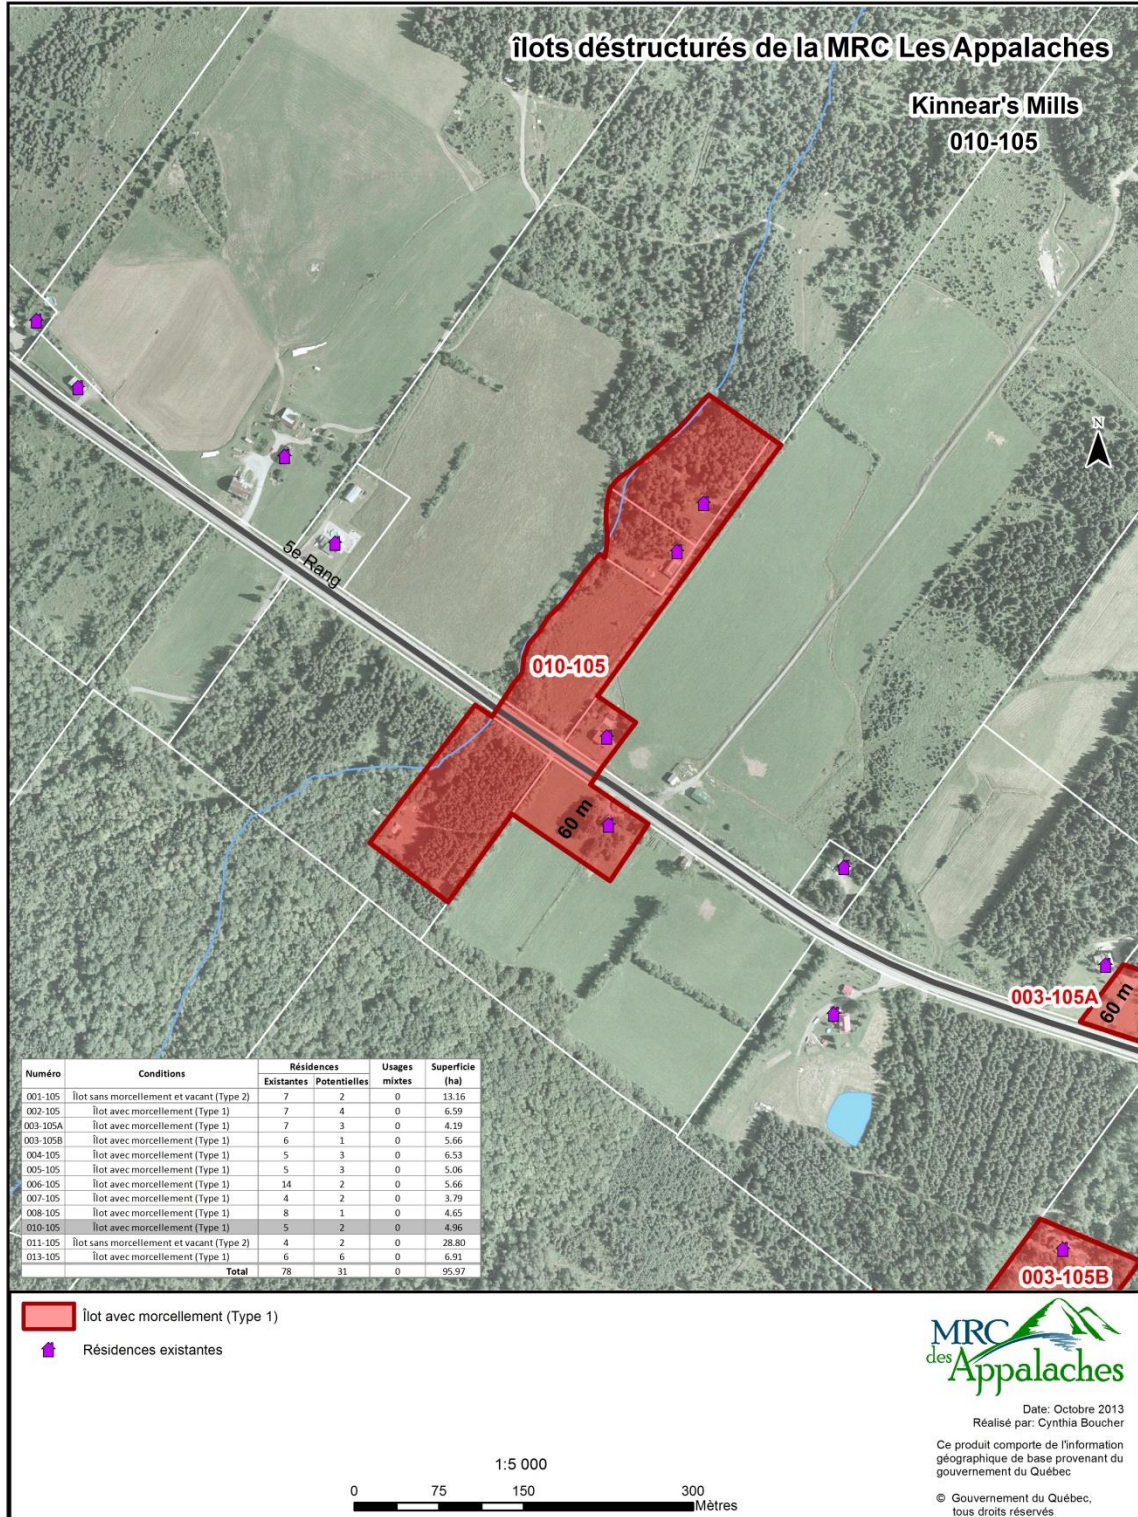 îlots déstructurés de la MRC Les Appalaches
Kinnear's Mills
010-105
N
5e Rang
010-105
60 m
003-105A
60 m
003-105B
Numéro Conditions Résidences Usages mixtes Superficie (ha)
Existantes Potentielles
001-105 Îlot sans morcellement et vacant (Type 2) 7 2 0 13.16
002-105 Îlot avec morcellement (Type 1) 7 4 0 6.59
003-105A Îlot avec morcellement (Type 1) 7 3 0 4.19
003-105B Îlot avec morcellement (Type 1) 6 1 0 5.66
004-105 Îlot avec morcellement (Type 1) 5 3 0 6.53
005-105 Îlot avec morcellement (Type 1) 5 3 0 5.06
006-105 Îlot avec morcellement (Type 1) 14 2 0 5.66
007-105 Îlot avec morcellement (Type 1) 4 2 0 3.79
008-105 Îlot avec morcellement (Type 1) 8 1 0 4.65
010-105 Îlot avec morcellement (Type 1) 5 2 0 4.96
011-105 Îlot sans morcellement et vacant (Type 2) 4 2 0 28.80
013-105 Îlot avec morcellement (Type 1) 6 6 0 6.91
Total 78 31 0 95.97
Îlot avec morcellement (Type 1)
Résidences existantes
1:5 000
0 75 150 300
Mètres
MRC
des Appalaches
Date: Octobre 2013
Réalisé par: Cynthia Boucher
Ce produit comporte de l'information
géographique de base provenant du
gouvernement du Québec
© Gouvernement du Québec,
tous droits réservés